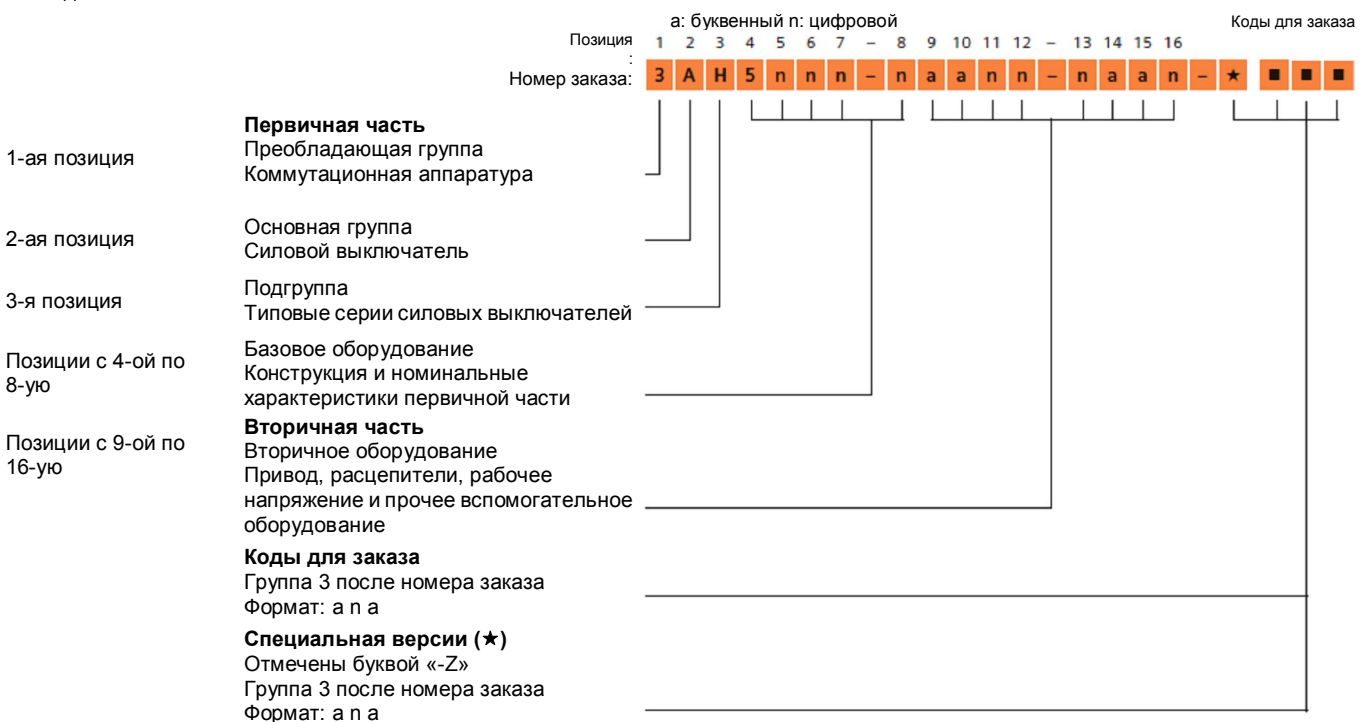 a: буквенный n: цифровой Коды для заказа
Позиция 1 2 3 4 5 6 7 – 8 9 10 11 12 – 13 14 15 16
:
Номер заказа: 3 A H 5 n n n – n a a n n – n a a n – ★ ■ ■ ■
Первичная часть
1-ая позиция Преобладающая группа
Коммутационная аппаратура
Основная группа
2-ая позиция Силовой выключатель
Подгруппа
3-я позиция Типовые серии силовых выключателей
Позиции с 4-ой по
8-ую
Базовое оборудование
Конструкция и номинальные
характеристики первичной части
Позиции с 9-ой по
16-ую
Вторичная часть
Вторичное оборудование
Привод, расцепители, рабочее
напряжение и прочее вспомогательное
оборудование
Коды для заказа
Группа 3 после номера заказа
Формат: a n a
Специальная версии (★)
Отмечены буквой «-Z»
Группа 3 после номера заказа
Формат: a n a